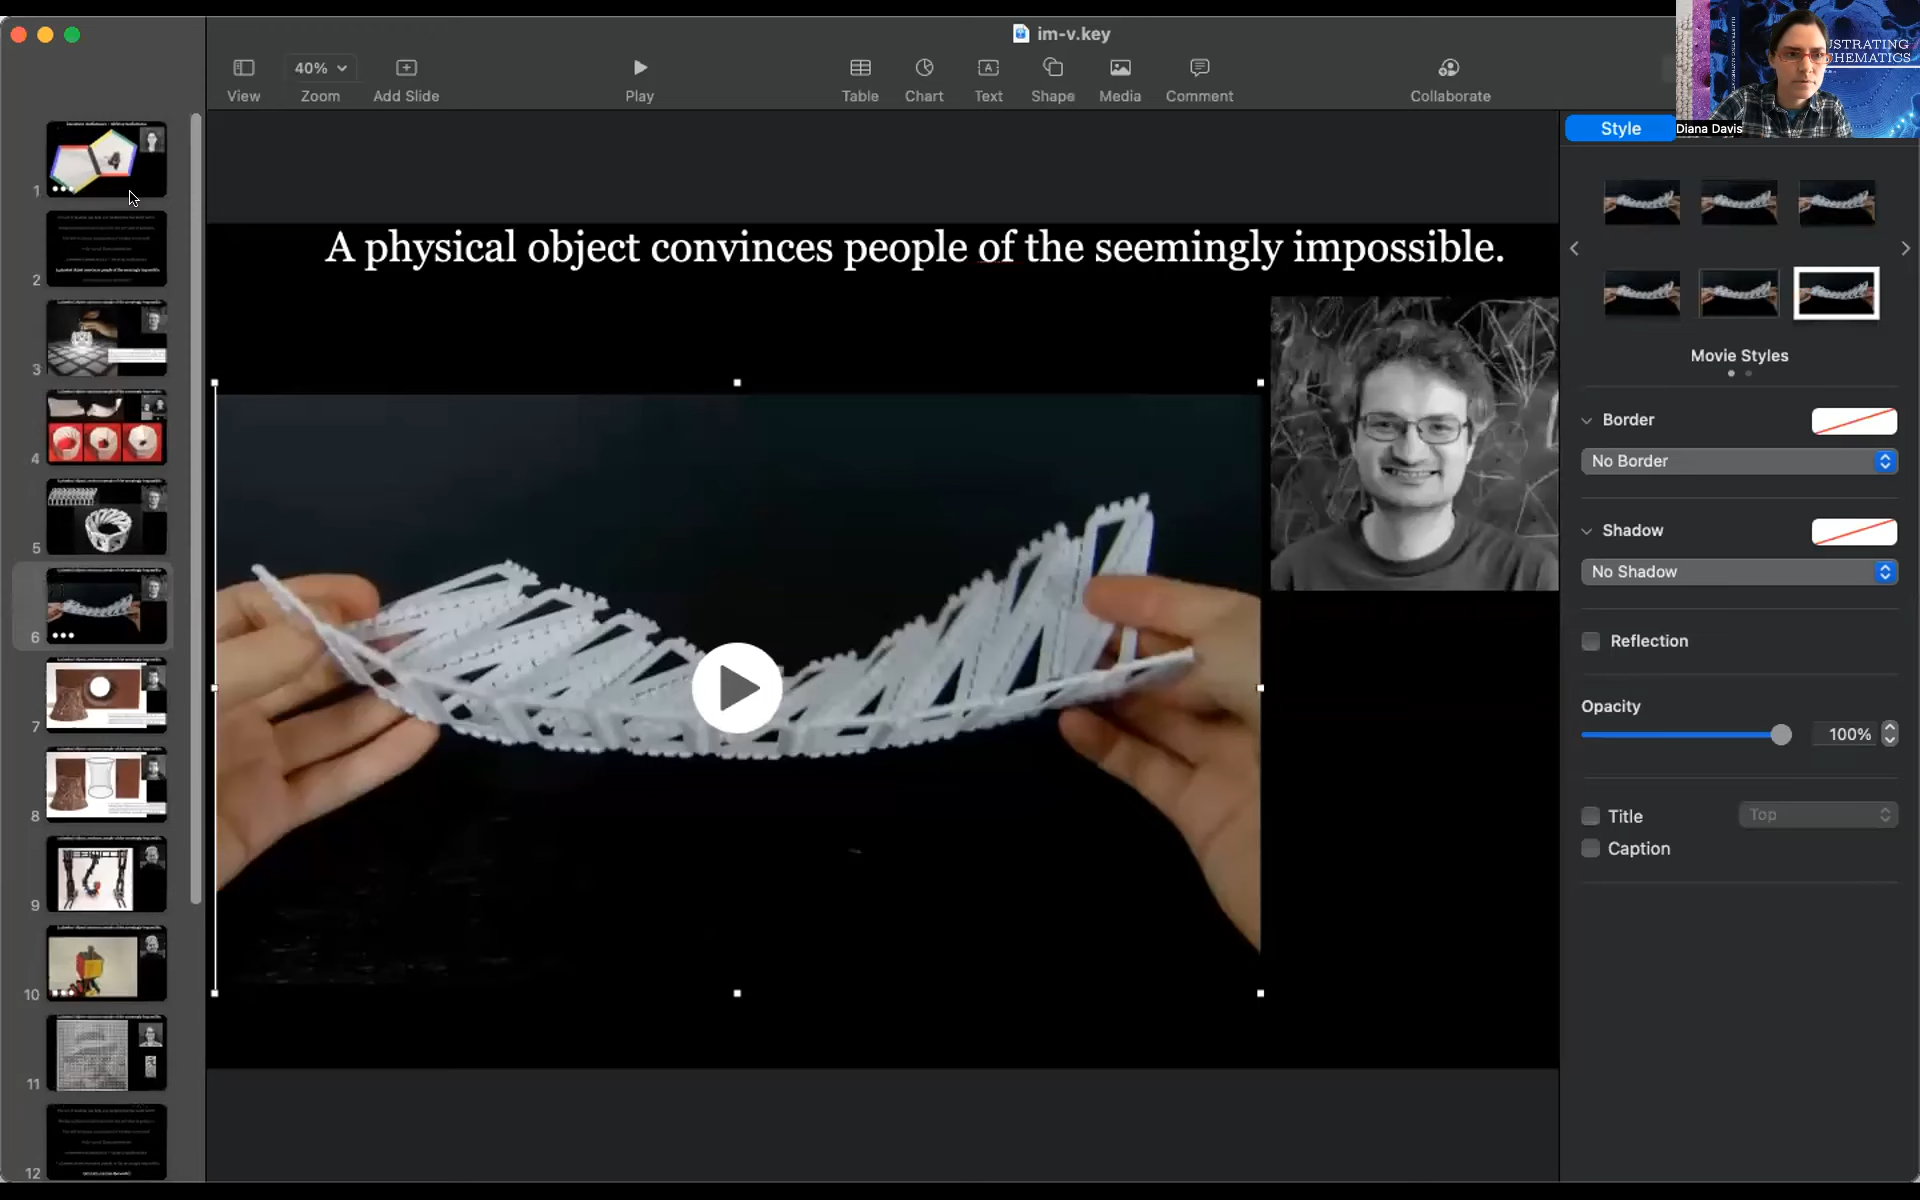 im-v.key
USTRATING
HEMATICS
Diana Davis
40%
View
Zoom
Add Slide
Play
Table
Chart
Text
Shape
Media
Comment
Collaborate
Style
A physical object convinces people of the seemingly impossible.
1
2
3
4
5
6
7
8
9
10
11
12
Movie Styles
Border
No Border
Shadow
No Shadow
Reflection
Opacity
100%
Title
Top
Caption